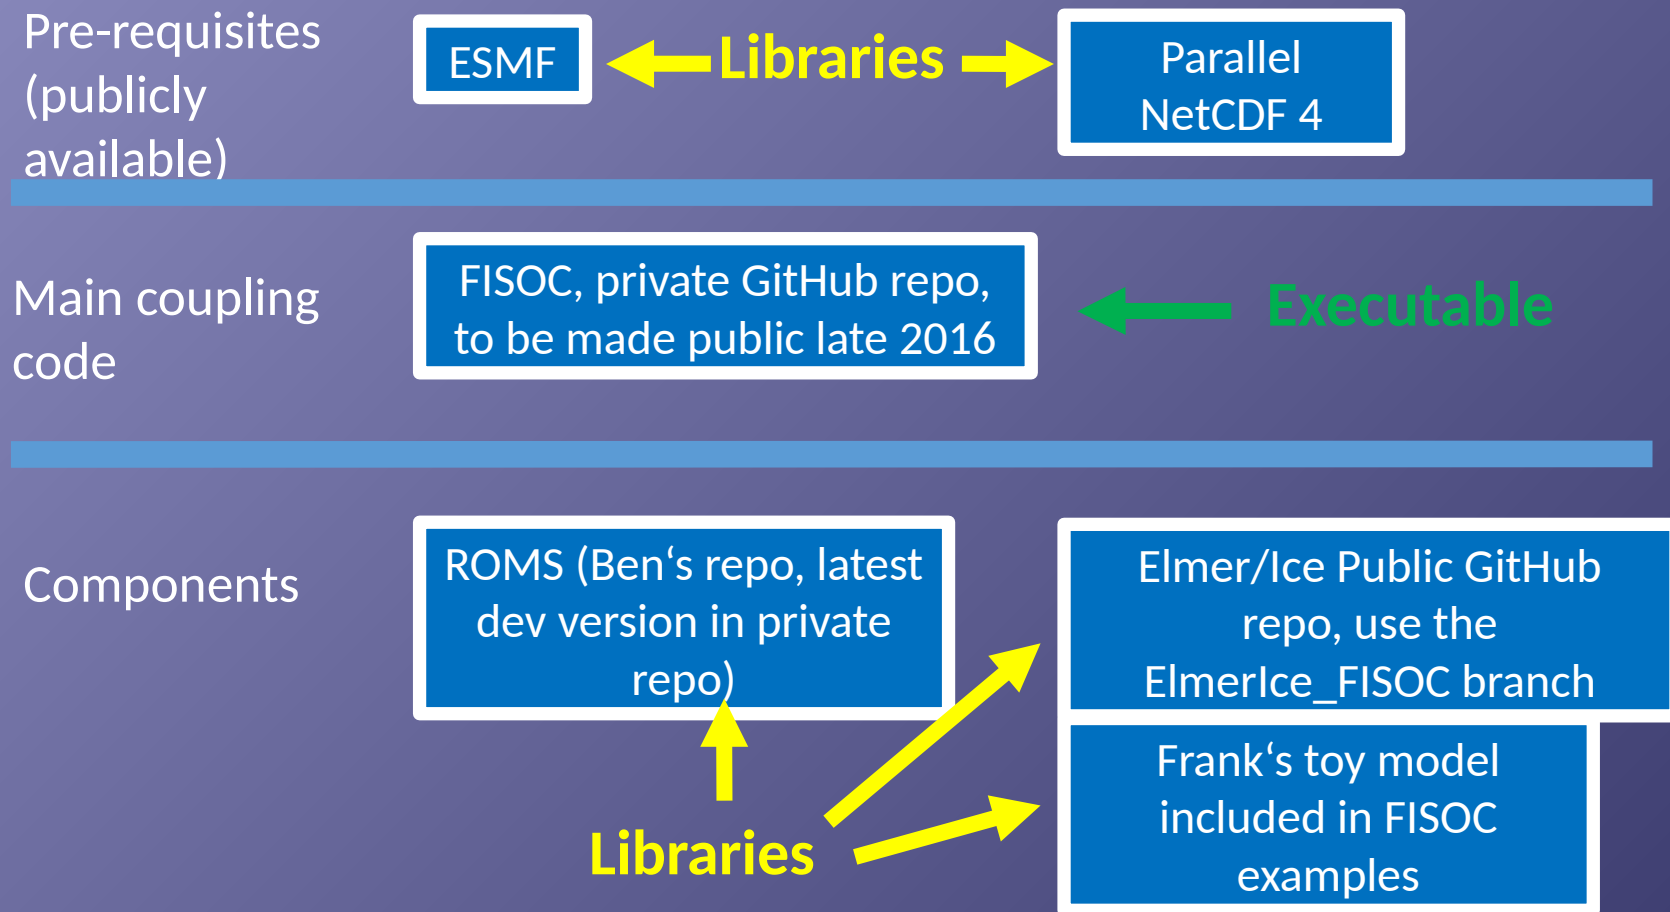 Pre-requisites
(publicly
available)
ESMF
Libraries
Parallel
NetCDF 4
Main coupling
code
FISOC, private GitHub repo,
to be made public late 2016
Executable
Components
ROMS (Ben‘s repo, latest
dev version in private
repo)
Elmer/Ice Public GitHub
repo, use the
ElmerIce_FISOC branch
Frank‘s toy model
included in FISOC
examples
Libraries